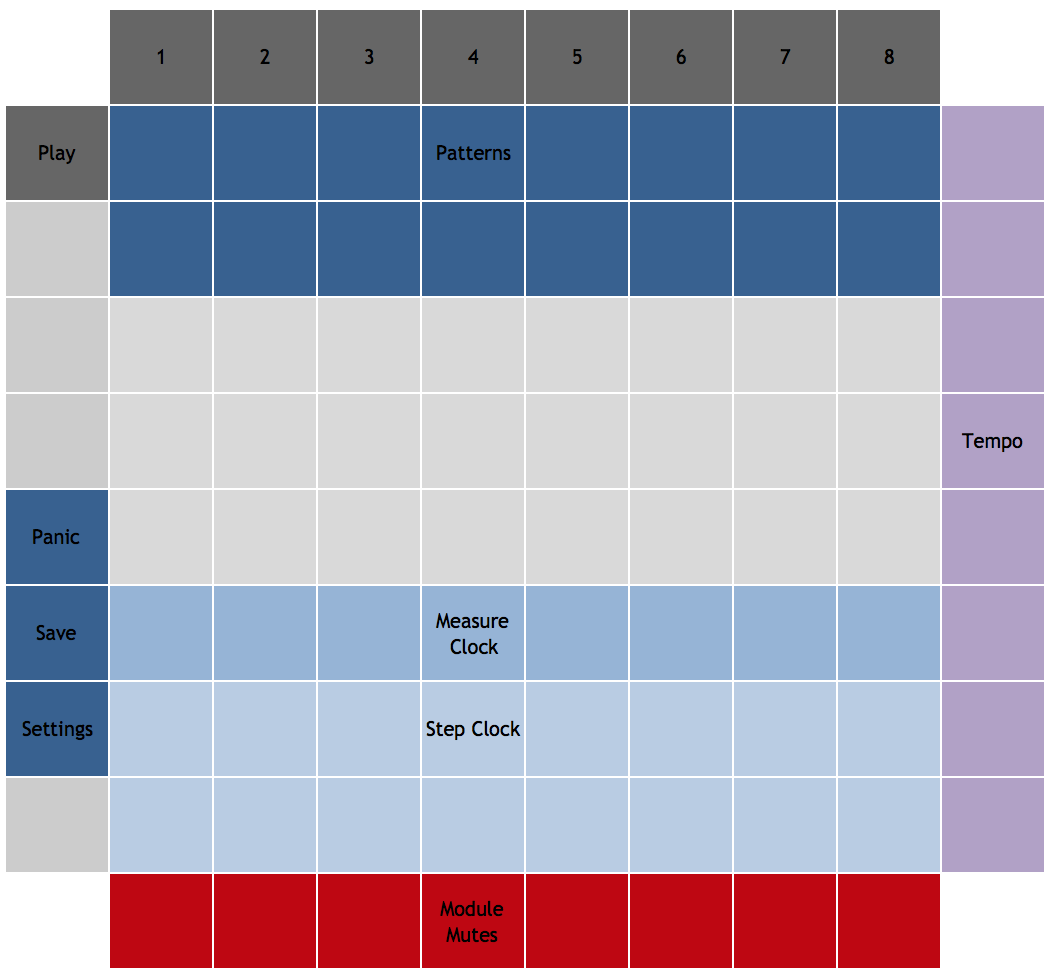 1 2 3 4 5 6 7 8
Play
Patterns
Tempo
Panic
Save
Measure
Clock
Settings
Step Clock
Module
Mutes